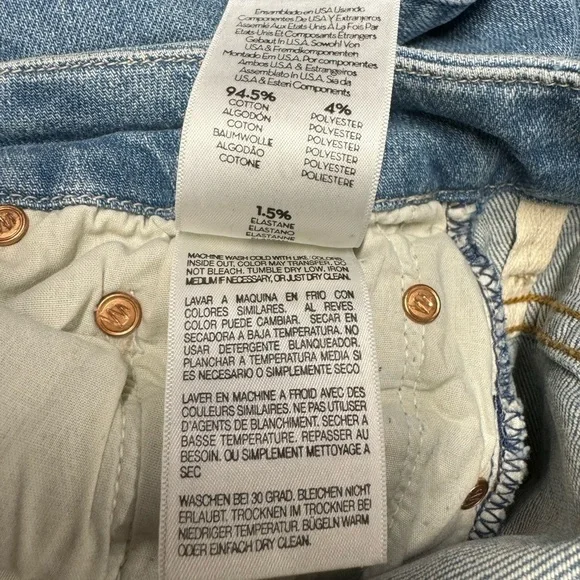 Ensamblado en USA Usando
Componentes De USA Y Extranjeros
Assemblé Aux Etats Unis À La Fois Par
Etats-Unis Et Composants Étrangers
Gebaut In U.S.A. Sowohl Von
& Fremdkomponenten
Montado Em U.S.A. Por componentes
Ambos U.S.A & Estrangeiros
Assemblato In U.S.A. Sia da
U.S.A & Esteri Components
94.5% 4%
COTTON POLYESTER
ALGODÓN POLYESTER
COTON POLYESTER
BAUMWOLLE POLYESTER
ALGODÃO POLYESTER
COTONE POLIESTERE
1.5%
ELASTANE
ELASTANO
ELASTHANNE
MACHINE WASH COLD WITH LIKE COLORS,
INSIDE OUT. COLOR MAY TRANSFER. DO
NOT BLEACH. TUMBLE DRY LOW. IRON
MEDIUM IF NECESSARY, OR JUST DRY CLEAN.
LAVAR A MAQUINA EN FRIO CON
COLORES SIMILARES. AL REVES.
COLOR PUEDE CAMBIAR. SECAR EN
SECADORA A BAJA TEMPERATURA. NO
USAR DETERGENTE BLANQUEADOR.
PLANCHAR A TEMPERATURA MEDIA SI
ES NECESARIO O SIMPLEMENTE SECO
LAVER EN MACHINE A FROID AVEC DES
COULEURS SIMILAIRES. NE PAS UTILISER
D'AGENTS DE BLANCHIMENT. SECHER A
BASSE TEMPERATURE. REPASSER AU
BESOIN. OU SIMPLEMENT METTOYAGE A
SEC
WASCHEN BEI 30 GRAD. BLEICHEN NICHT
ERLAUBT. TROCKNEN IM TROCKNER BEI
NIEDRIGER TEMPERATUR. BÜGELN WARM
ODER EINFACH DRY CLEAN.